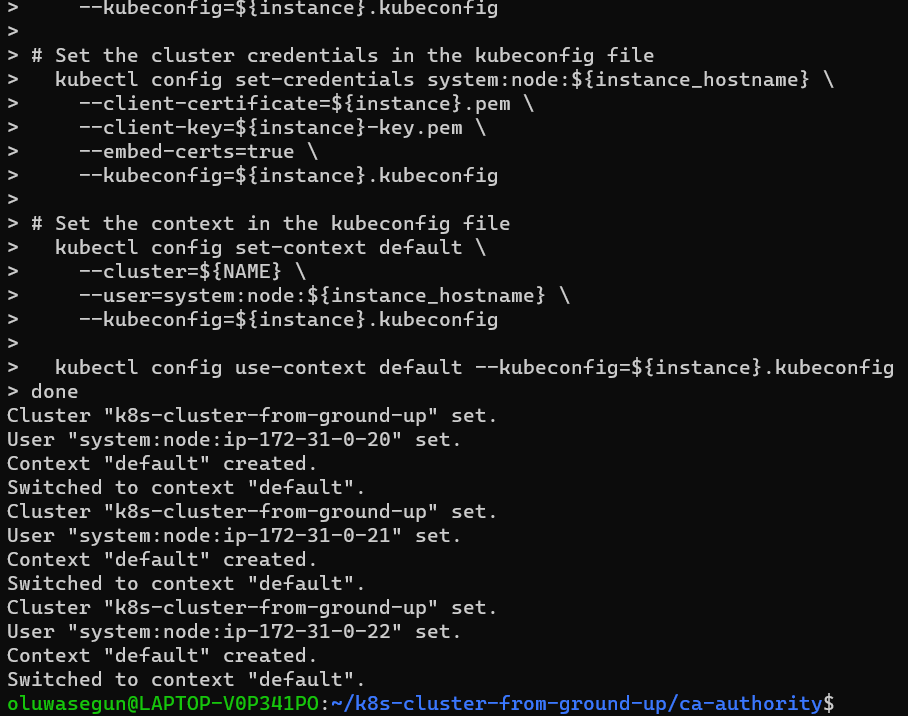 >     --kubeconfig=${instance}.kubeconfig
>
> # Set the cluster credentials in the kubeconfig file
>   kubectl config set-credentials system:node:${instance_hostname} \
>     --client-certificate=${instance}.pem \
>     --client-key=${instance}-key.pem \
>     --embed-certs=true \
>     --kubeconfig=${instance}.kubeconfig
>
> # Set the context in the kubeconfig file
>   kubectl config set-context default \
>     --cluster=${NAME} \
>     --user=system:node:${instance_hostname} \
>     --kubeconfig=${instance}.kubeconfig
>
>   kubectl config use-context default --kubeconfig=${instance}.kubeconfig
> done
Cluster "k8s-cluster-from-ground-up" set.
User "system:node:ip-172-31-0-20" set.
Context "default" created.
Switched to context "default".
Cluster "k8s-cluster-from-ground-up" set.
User "system:node:ip-172-31-0-21" set.
Context "default" created.
Switched to context "default".
Cluster "k8s-cluster-from-ground-up" set.
User "system:node:ip-172-31-0-22" set.
Context "default" created.
Switched to context "default".
oluwasegun@LAPTOP-V0P341PO:~/k8s-cluster-from-ground-up/ca-authority$